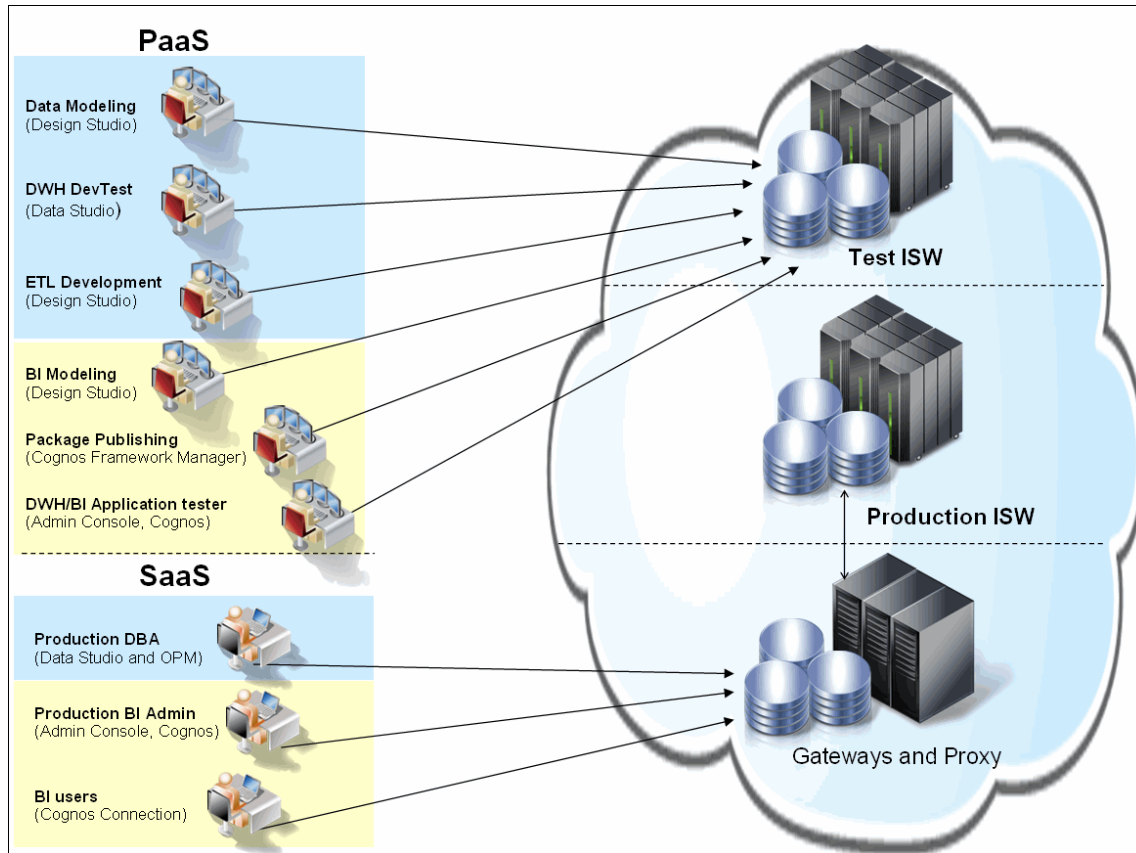 PaaS
Data Modeling
(Design Studio)
DWH DevTest
(Data Studio)
ETL Development
(Design Studio)
BI Modeling
(Design Studio)
Package Publishing
(Cognos Framework Manager)
DWH/BI Application tester
(Admin Console, Cognos)
SaaS
Production DBA
(Data Studio and OPM)
Production BI Admin
(Admin Console, Cognos)
BI users
(Cognos Connection)
Test ISW
Production ISW
Gateways and Proxy